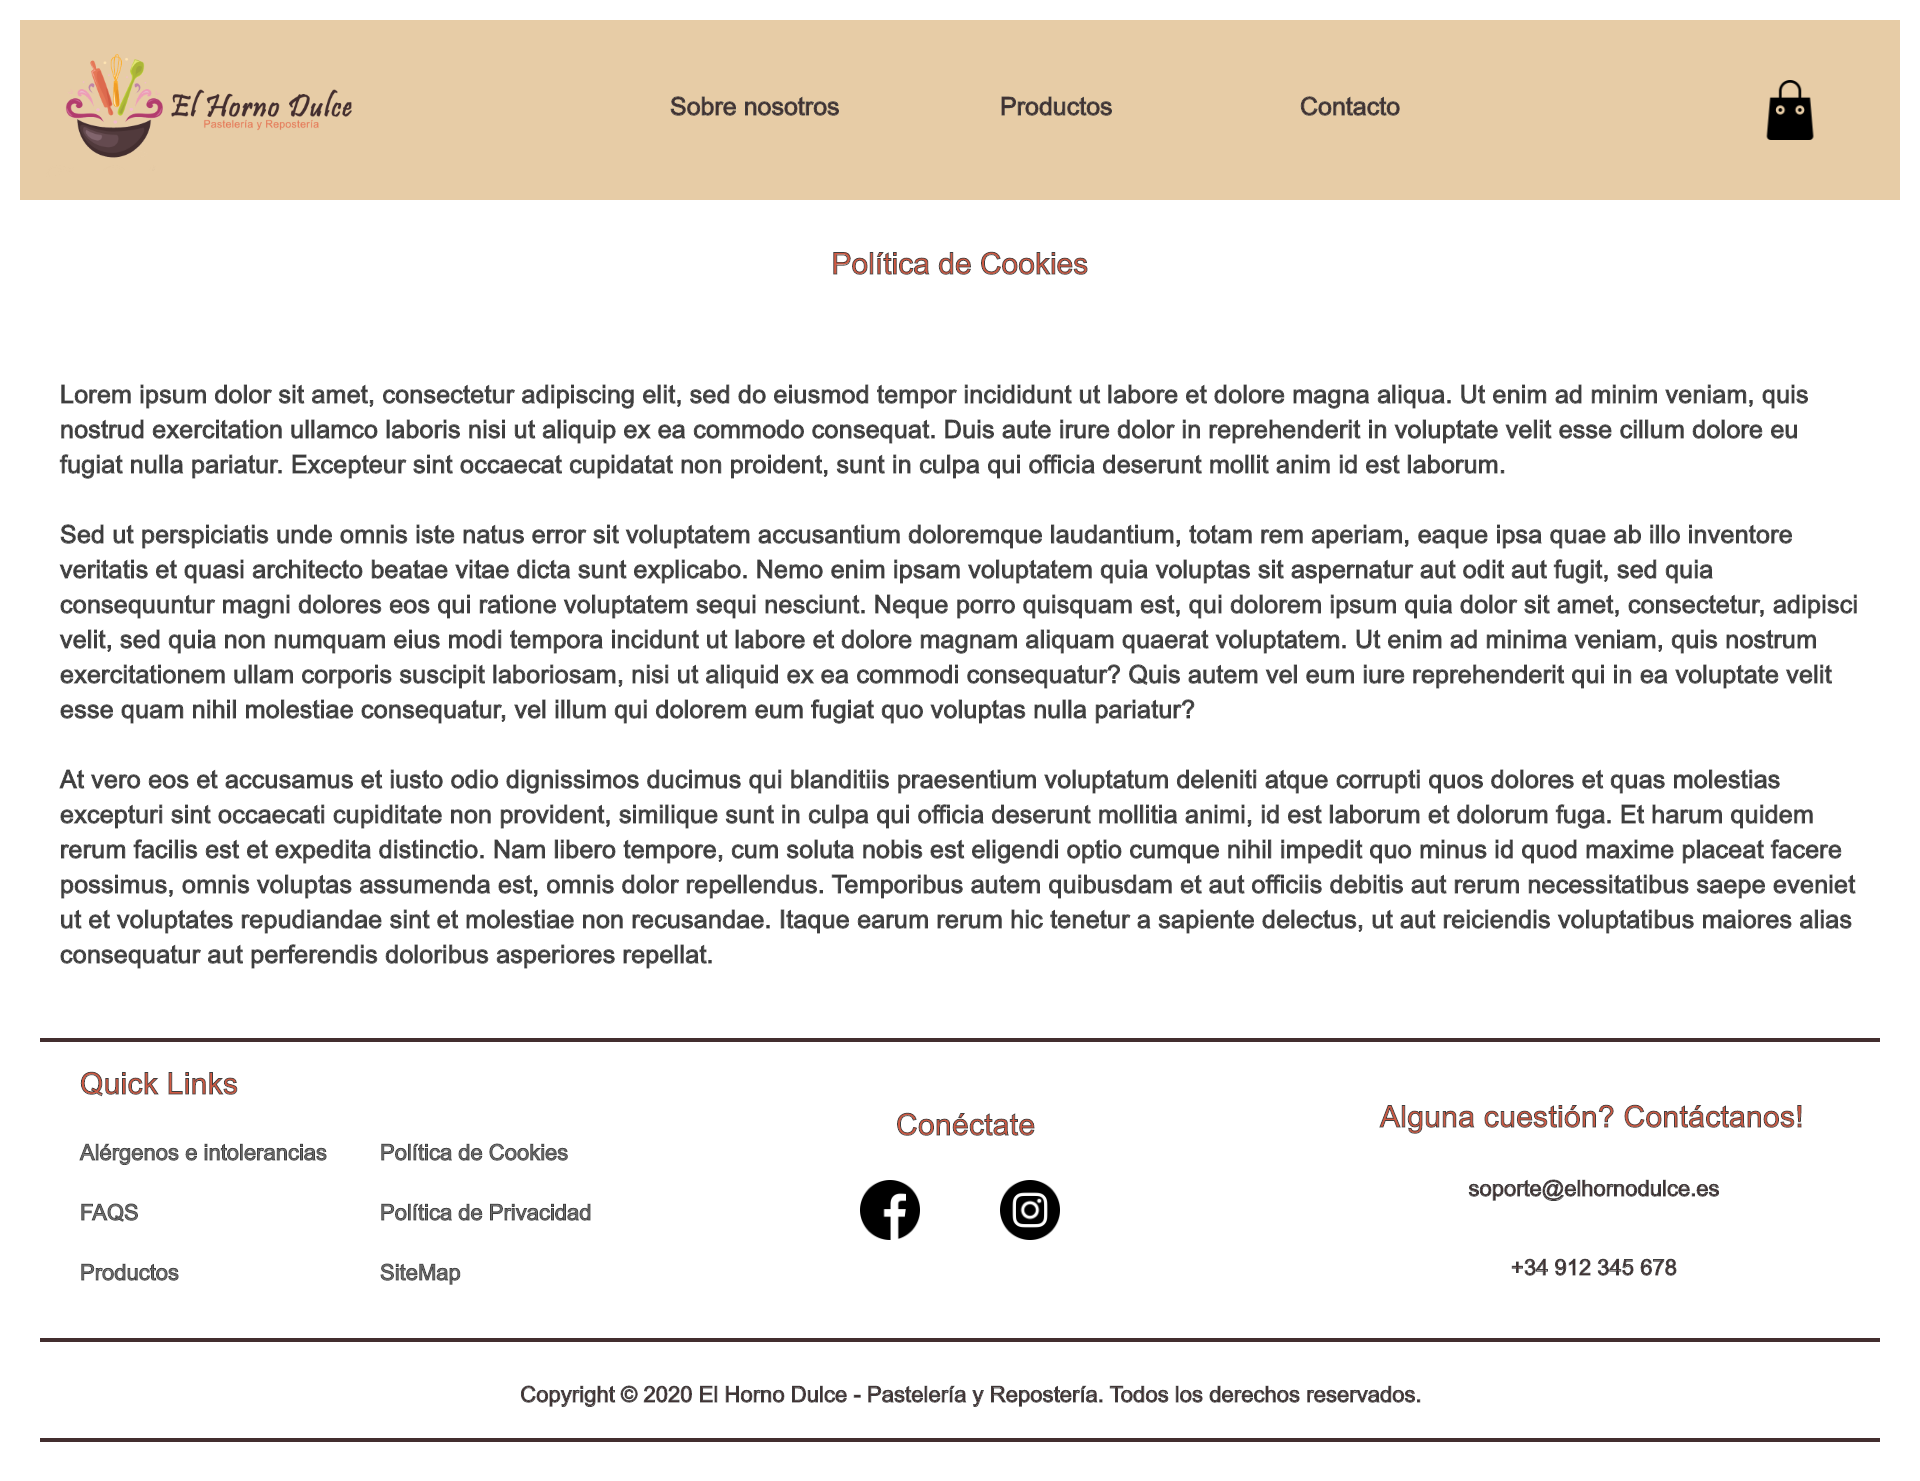 El Horno Dulce
Pastelería y Repostería
Sobre nosotros
Productos
Contacto
Política de Cookies
Lorem ipsum dolor sit amet, consectetur adipiscing elit, sed do eiusmod tempor incididunt ut labore et dolore magna aliqua. Ut enim ad minim veniam, quis
nostrud exercitation ullamco laboris nisi ut aliquip ex ea commodo consequat. Duis aute irure dolor in reprehenderit in voluptate velit esse cillum dolore eu
fugiat nulla pariatur. Excepteur sint occaecat cupidatat non proident, sunt in culpa qui officia deserunt mollit anim id est laborum.
Sed ut perspiciatis unde omnis iste natus error sit voluptatem accusantium doloremque laudantium, totam rem aperiam, eaque ipsa quae ab illo inventore
veritatis et quasi architecto beatae vitae dicta sunt explicabo. Nemo enim ipsam voluptatem quia voluptas sit aspernatur aut odit aut fugit, sed quia
consequuntur magni dolores eos qui ratione voluptatem sequi nesciunt. Neque porro quisquam est, qui dolorem ipsum quia dolor sit amet, consectetur, adipisci
velit, sed quia non numquam eius modi tempora incidunt ut labore et dolore magnam aliquam quaerat voluptatem. Ut enim ad minima veniam, quis nostrum
exercitationem ullam corporis suscipit laboriosam, nisi ut aliquid ex ea commodi consequatur? Quis autem vel eum iure reprehenderit qui in ea voluptate velit
esse quam nihil molestiae consequatur, vel illum qui dolorem eum fugiat quo voluptas nulla pariatur?
At vero eos et accusamus et iusto odio dignissimos ducimus qui blanditiis praesentium voluptatum deleniti atque corrupti quos dolores et quas molestias
excepturi sint occaecati cupiditate non provident, similique sunt in culpa qui officia deserunt mollitia animi, id est laborum et dolorum fuga. Et harum quidem
rerum facilis est et expedita distinctio. Nam libero tempore, cum soluta nobis est eligendi optio cumque nihil impedit quo minus id quod maxime placeat facere
possimus, omnis voluptas assumenda est, omnis dolor repellendus. Temporibus autem quibusdam et aut officiis debitis aut rerum necessitatibus saepe eveniet
ut et voluptates repudiandae sint et molestiae non recusandae. Itaque earum rerum hic tenetur a sapiente delectus, ut aut reiciendis voluptatibus maiores alias
consequatur aut perferendis doloribus asperiores repellat.
Quick Links
Alérgenos e intolerancias
FAQS
Productos
Política de Cookies
Política de Privacidad
SiteMap
Conéctate
Alguna cuestión? Contáctanos!
soporte@elhornodulce.es
+34 912 345 678
Copyright © 2020 El Horno Dulce - Pastelería y Repostería. Todos los derechos reservados.